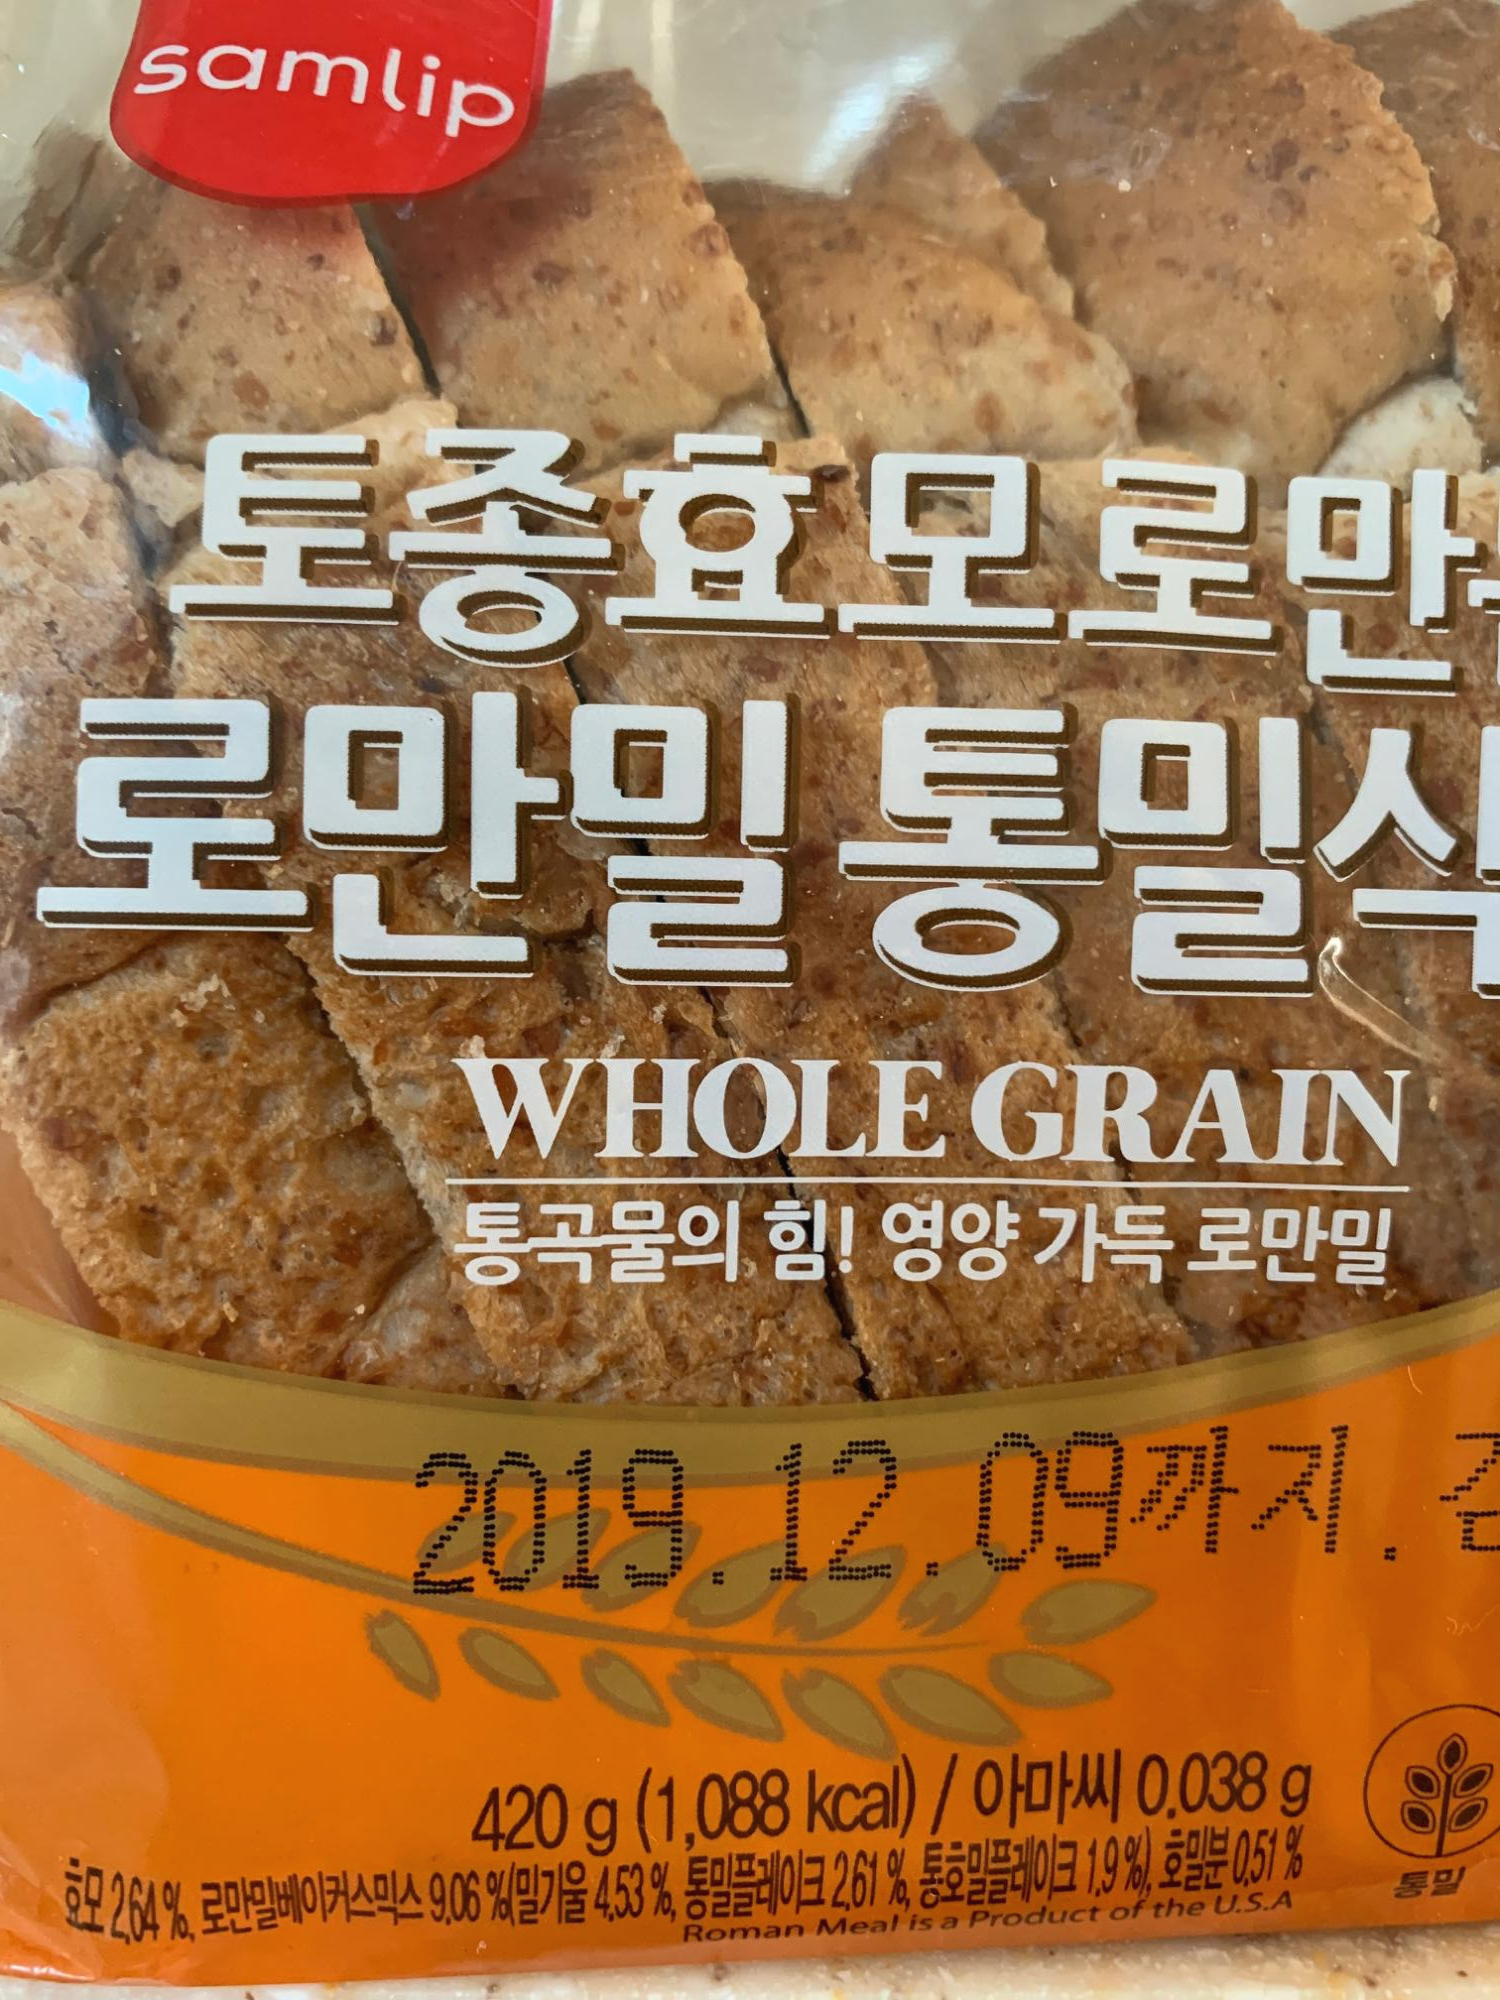 samlip
토종효모 로만
로만밀 통밀식
WHOLE GRAIN
통곡물의 힘! 영양 가득 로만밀
2019.12.09까지.
420 g (1,088 kcal) / 아마씨 0.038 g
효모 2.64 %, 로만밀베이커스믹스 9.06 %(밀기울 4.53 %, 통밀플레이크 2.61 %, 통호밀플레이크 1.9 %), 호밀분 0.51 %
Roman Meal is a Product of the U.S.A
통밀